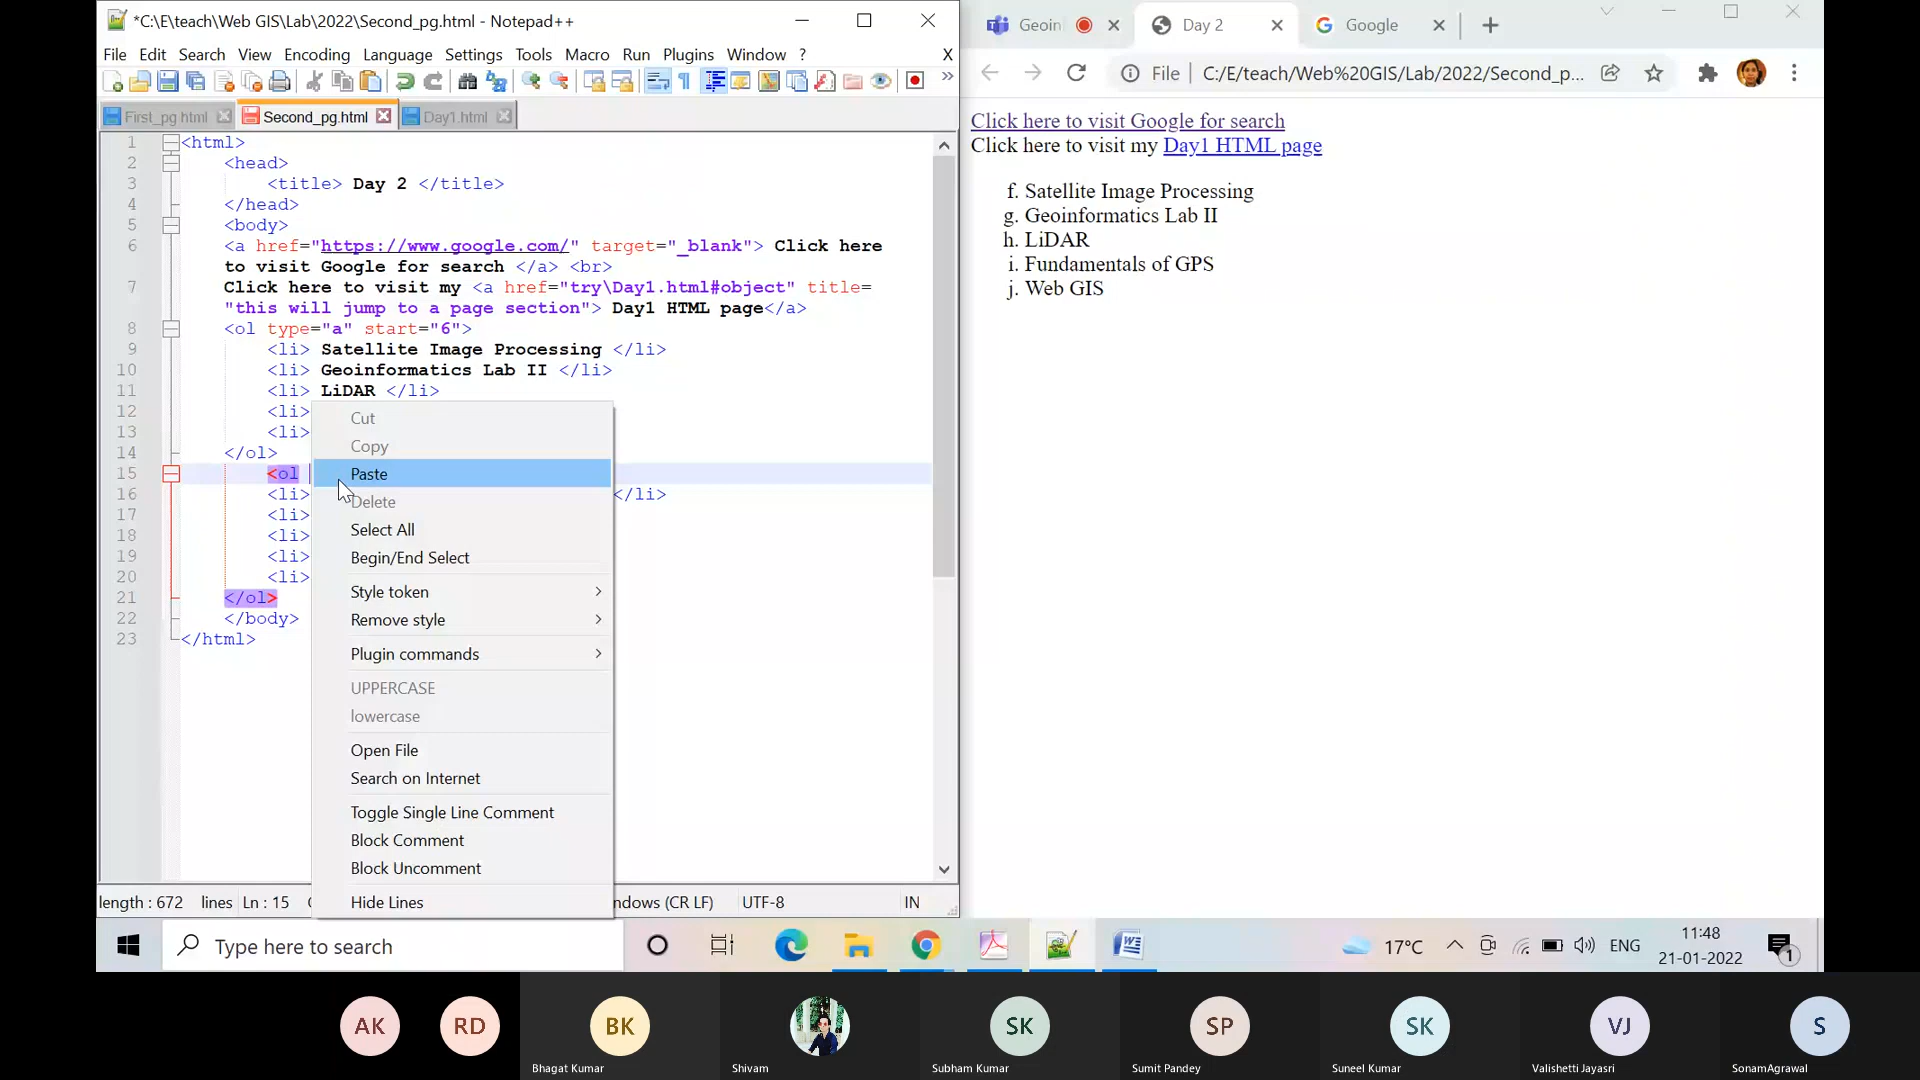 *C:\E\teach\Web GIS\Lab\2022\Second_pg.html - Notepad++
File Edit Search View Encoding Language Settings Tools Macro Run Plugins Window ? X
First_pg.html Second_pg.html Day1.html
1 <html>
2 <head>
3 <title> Day 2 </title>
4 </head>
5 <body>
6 <a href="https://www.google.com/" target="_blank"> Click here
to visit Google for search </a> <br>
7 Click here to visit my <a href="try\Day1.html#object" title=
"this will jump to a page section"> Day1 HTML page</a>
8 <ol type="a" start="6">
9 <li> Satellite Image Processing </li>
10 <li> Geoinformatics Lab II </li>
11 <li> LiDAR </li>
12 <li>
13 <li>
14 </ol>
15 <ol
16 <li> </li>
17 <li>
18 <li>
19 <li>
20 <li>
21 </ol>
22 </body>
23 </html>
Cut
Copy
Paste
Delete
Select All
Begin/End Select
Style token
Remove style
Plugin commands
UPPERCASE
lowercase
Open File
Search on Internet
Toggle Single Line Comment
Block Comment
Block Uncomment
Hide Lines
length : 672 lines Ln : 15 ndows (CR LF) UTF-8 IN
Geoin Day 2 Google
File C:/E/teach/Web%20GIS/Lab/2022/Second_p...
Click here to visit Google for search
Click here to visit my Day1 HTML page
f. Satellite Image Processing
g. Geoinformatics Lab II
h. LiDAR
i. Fundamentals of GPS
j. Web GIS
Type here to search
17°C ENG 11:48
21-01-2022
1
AK RD BK SK SP SK VJ S
Bhagat Kumar Shivam Subham Kumar Sumit Pandey Suneel Kumar Valishetti Jayasri SonamAgrawal